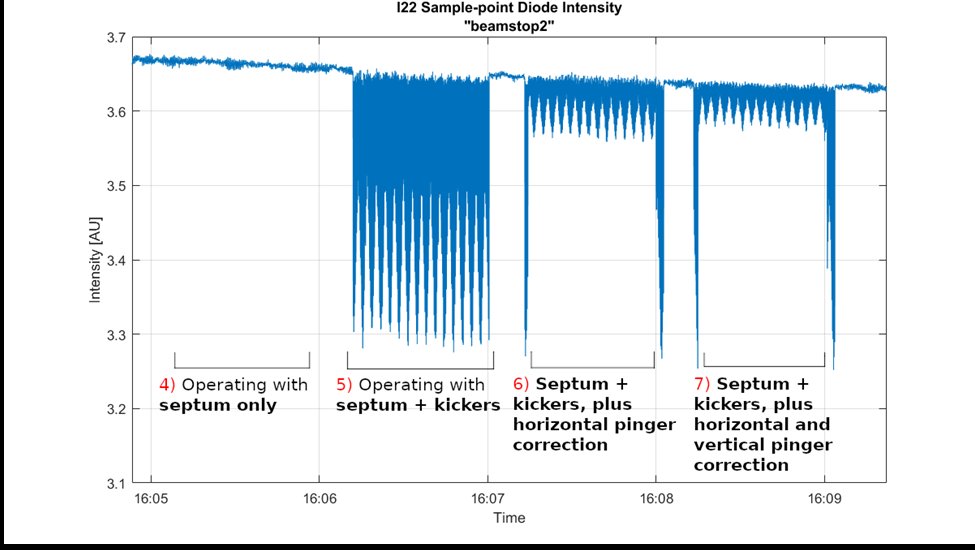 I22 Sample-point Diode Intensity
"beamstop2"
3.7
3.6
3.5
3.4
3.3
3.2
3.1
Intensity [AU]
4) Operating with
septum only
5) Operating with
septum + kickers
6) Septum +
kickers, plus
horizontal pinger
correction
7) Septum +
kickers, plus
horizontal and
vertical pinger
correction
16:05
16:06
16:07
16:08
16:09
Time